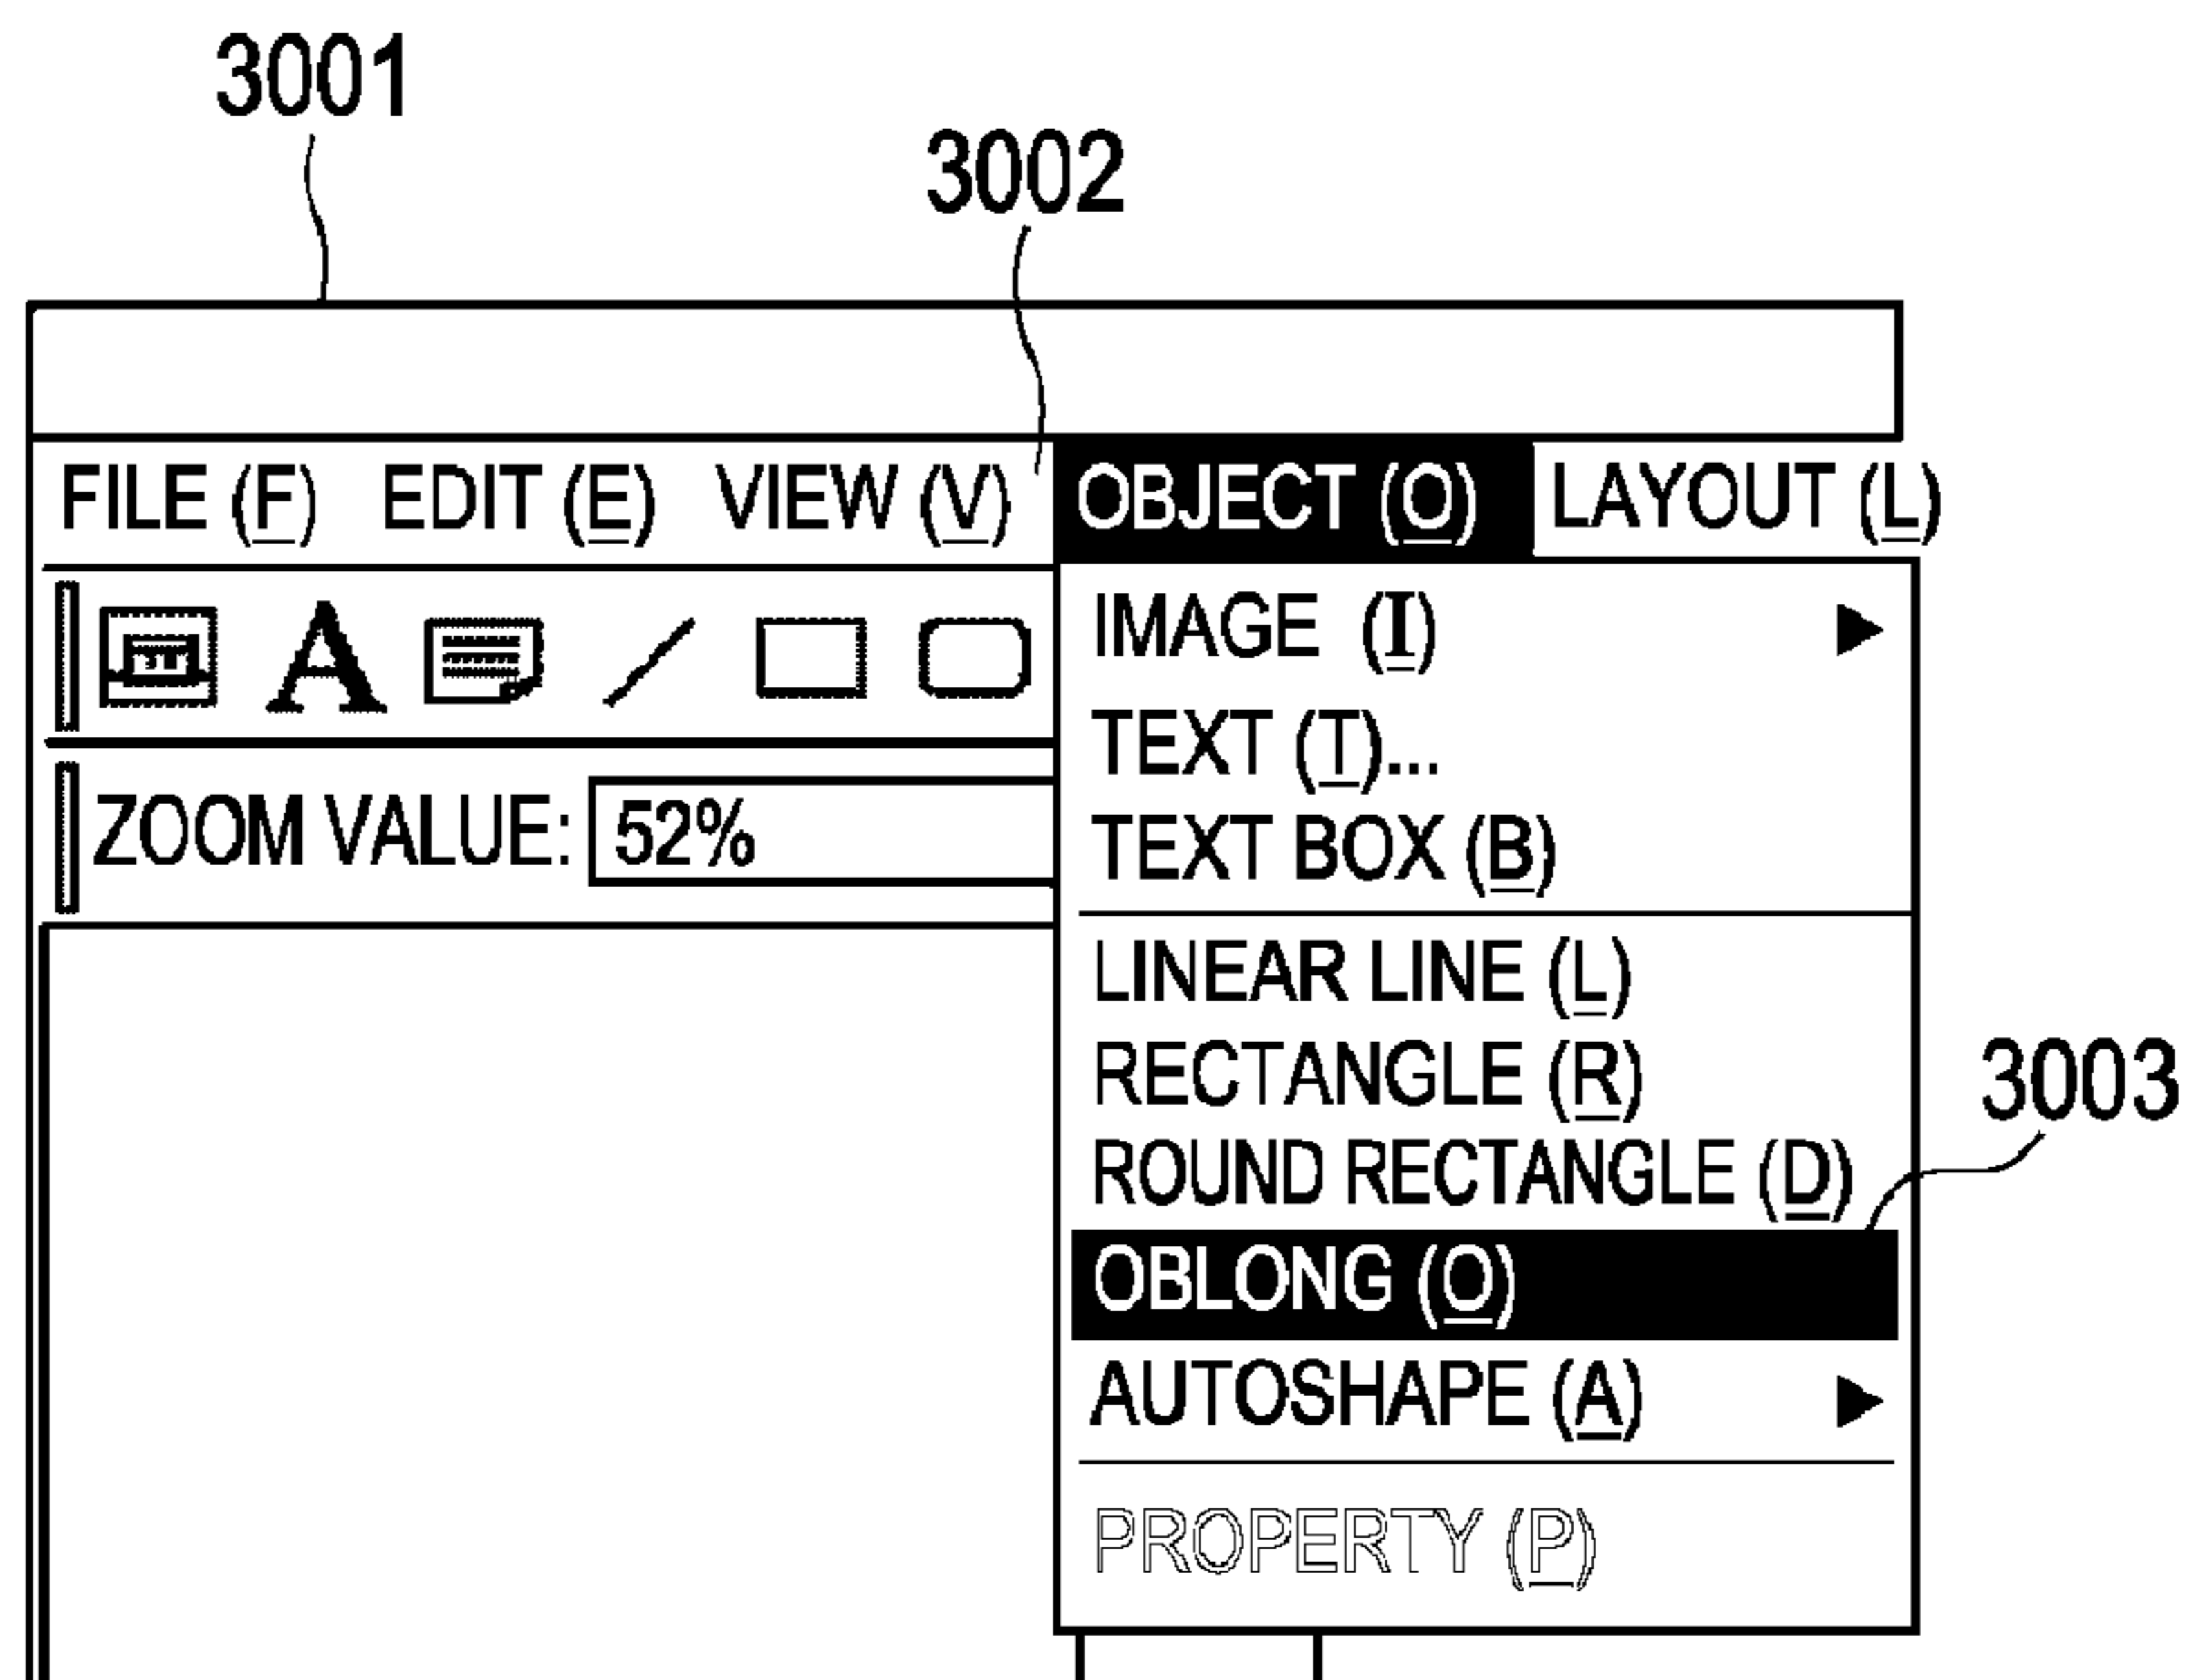 3001
3002
FILE (F) EDIT (E) VIEW (V) OBJECT (O) LAYOUT (L)
A
ZOOM VALUE: 52%
IMAGE (I)
TEXT (T)...
TEXT BOX (B)
LINEAR LINE (L)
RECTANGLE (R)
3003
ROUND RECTANGLE (D)
OBLONG (O)
AUTOSHAPE (A)
PROPERTY (P)